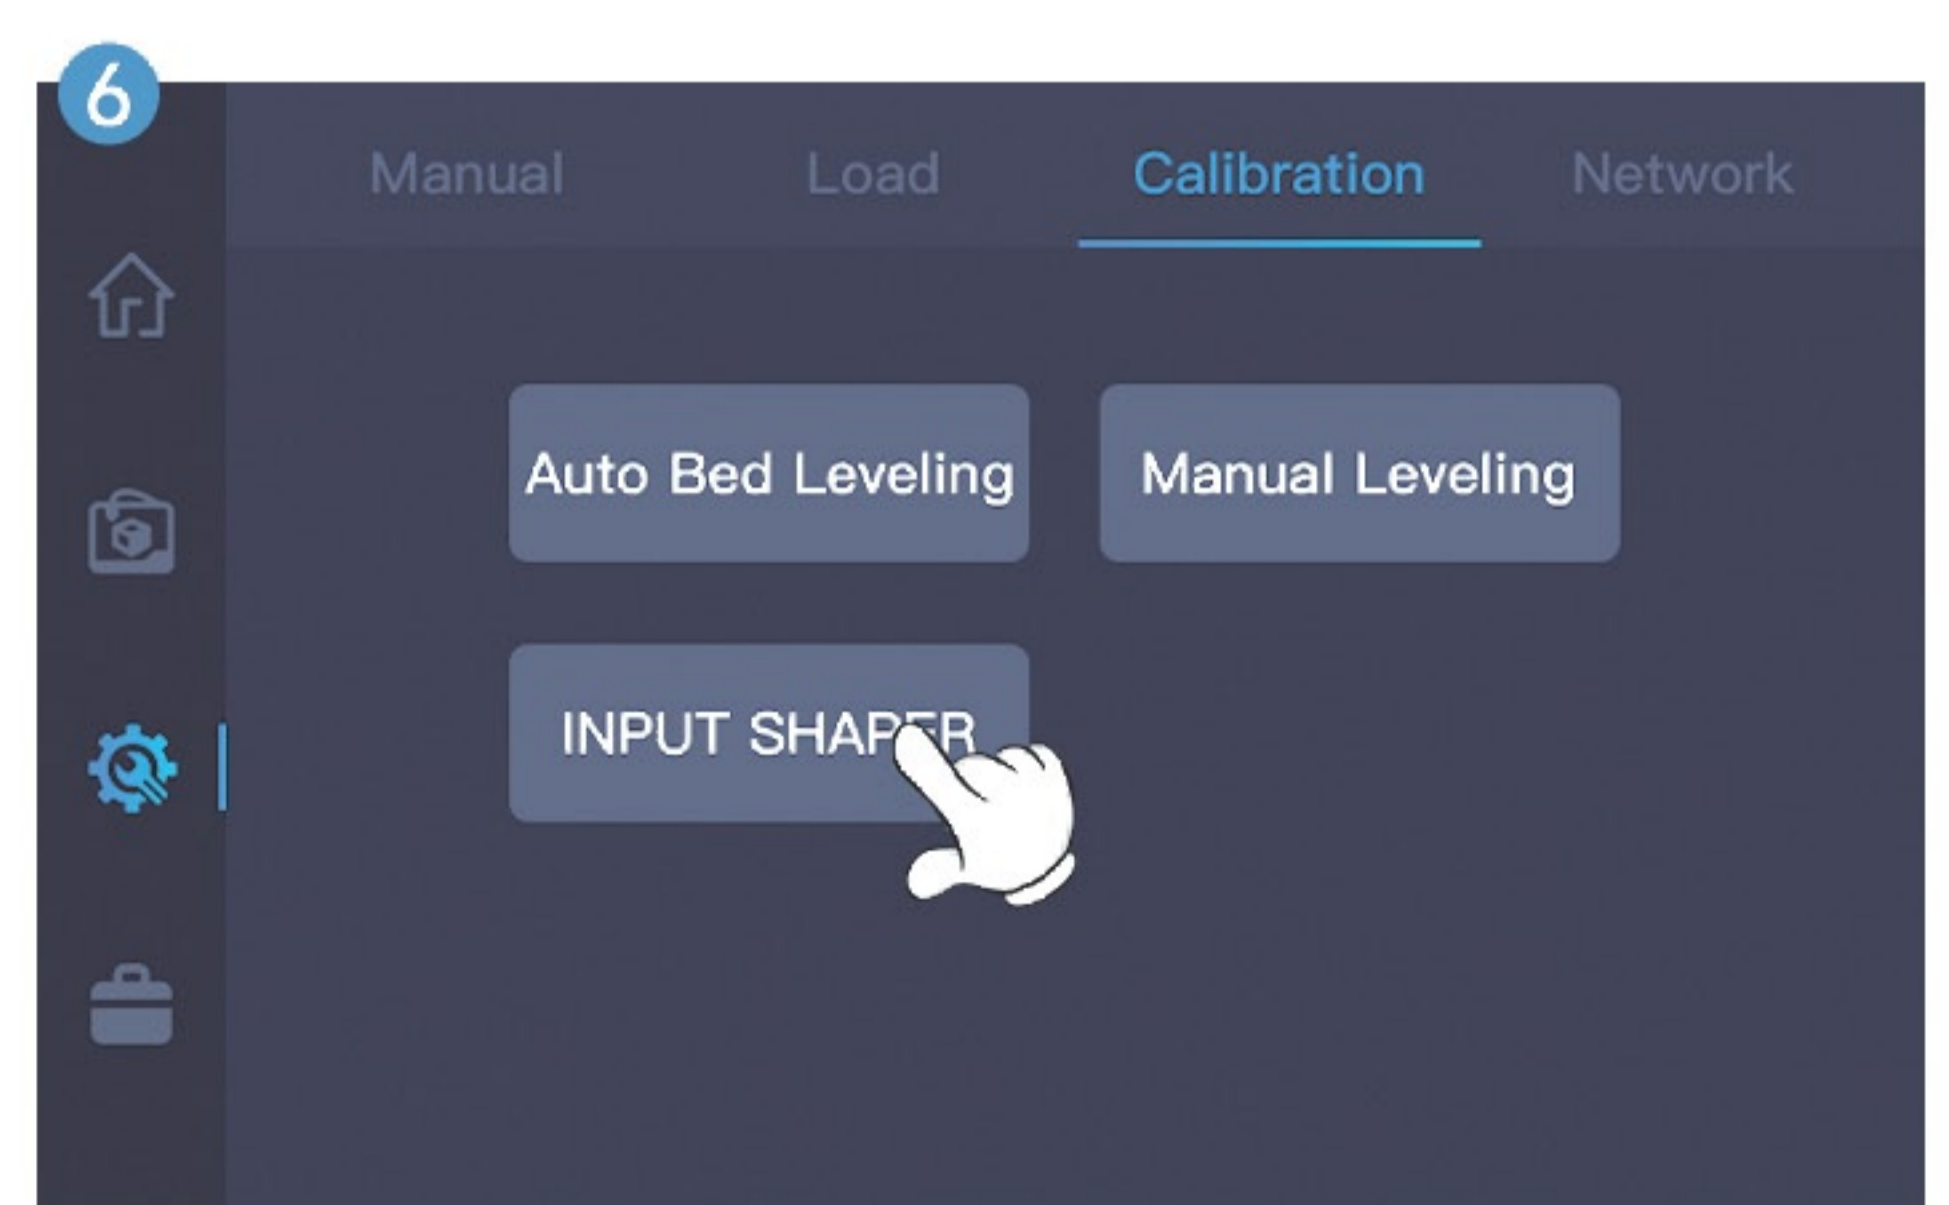 6
Manual Load Calibration Network
Auto Bed Leveling Manual Leveling
INPUT SHAPER